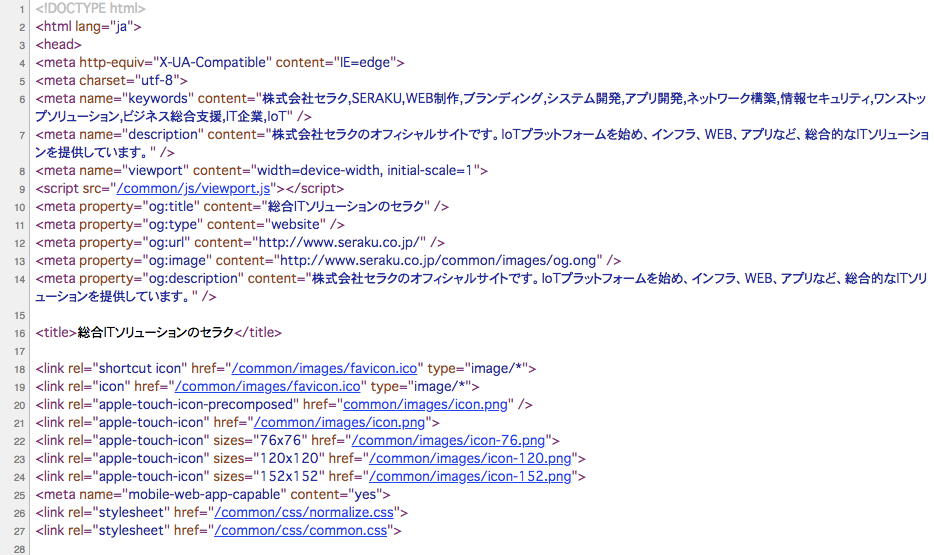 1 <!DOCTYPE html>
2 <html lang="ja">
3 <head>
4 <meta http-equiv="X-UA-Compatible" content="IE=edge">
5 <meta charset="utf-8">
6 <meta name="keywords" content="株式会社セラク,SERAKU,WEB制作,ブランディング,システム開発,アプリ開発,ネットワーク構築,情報セキュリティ,ワンストッ
プソリューション,ビジネス総合支援,IT企業,IoT" />
7 <meta name="description" content="株式会社セラクのオフィシャルサイトです。IoTプラットフォームを始め、インフラ、WEB、アプリなど、総合的なITソリューショ
ンを提供しています。" />
8 <meta name="viewport" content="width=device-width, initial-scale=1">
9 <script src="/common/js/viewport.js"></script>
10 <meta property="og:title" content="総合ITソリューションのセラク" />
11 <meta property="og:type" content="website" />
12 <meta property="og:url" content="http://www.seraku.co.jp/" />
13 <meta property="og:image" content="http://www.seraku.co.jp/common/images/og.ong" />
14 <meta property="og:description" content="株式会社セラクのオフィシャルサイトです。IoTプラットフォームを始め、インフラ、WEB、アプリなど、総合的なITソリ
ューションを提供しています。" />
15
16 <title>総合ITソリューションのセラク</title>
17
18 <link rel="shortcut icon" href="/common/images/favicon.ico" type="image/*">
19 <link rel="icon" href="/common/images/favicon.ico" type="image/*">
20 <link rel="apple-touch-icon-precomposed" href="common/images/icon.png" />
21 <link rel="apple-touch-icon" href="/common/images/icon.png">
22 <link rel="apple-touch-icon" sizes="76x76" href="/common/images/icon-76.png">
23 <link rel="apple-touch-icon" sizes="120x120" href="/common/images/icon-120.png">
24 <link rel="apple-touch-icon" sizes="152x152" href="/common/images/icon-152.png">
25 <meta name="mobile-web-app-capable" content="yes">
26 <link rel="stylesheet" href="/common/css/normalize.css">
27 <link rel="stylesheet" href="/common/css/common.css">
28